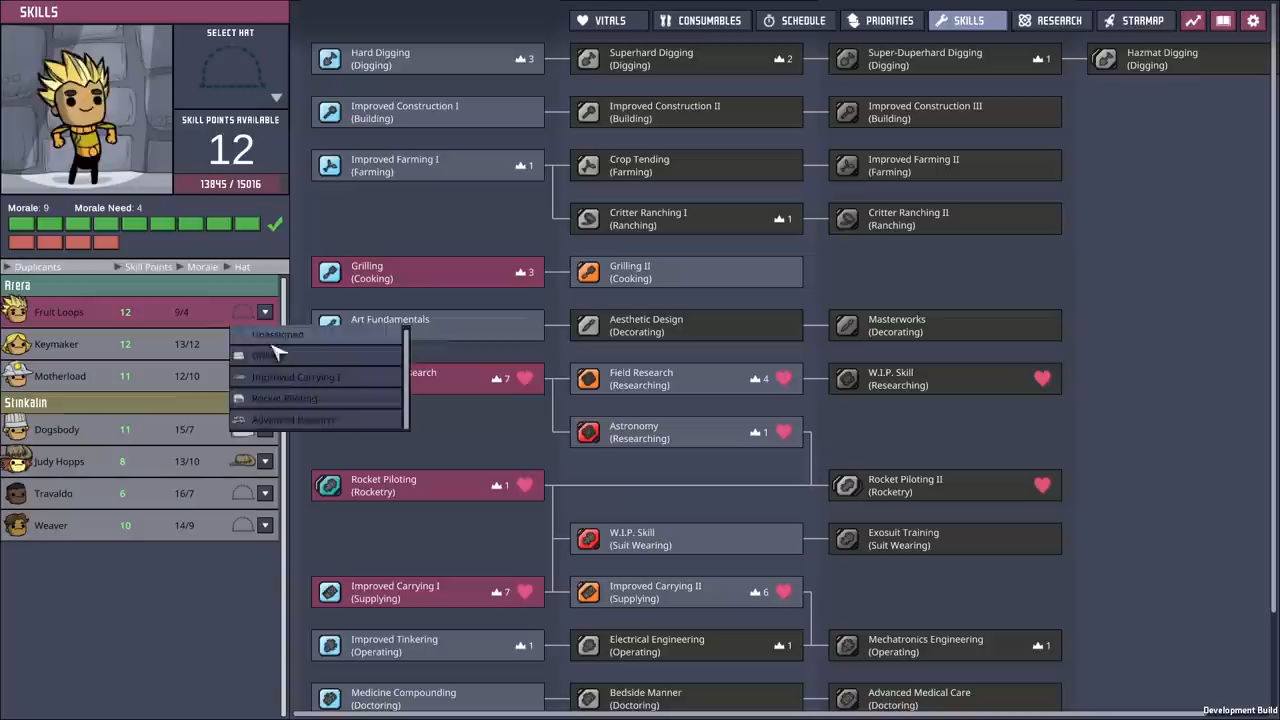 SKILLS
VITALS
CONSUMABLES
SCHEDULE
PRIORITIES
SKILLS
RESEARCH
STARMAP
SELECT HAT
SKILL POINTS AVAILABLE
12
13845 / 15016
Morale: 9
Morale Need: 4
Duplicants
Skill Points
Morale
Hat
Arera
Fruit Loops 12 9/4
Keymaker 12 12/12
Motherload 11 12/10
Stinkalin
Dogsbody 11 15/7
Judy Hopps 8 13/10
Travaldo 6 16/7
Weaver 10 14/9
Unassigned
Improved Carrying I
Rocket Piloting
Advanced Research
Hard Digging
(Digging)
3
Superhard Digging
(Digging)
2
Super-Duperhard Digging
(Digging)
1
Hazmat Digging
(Digging)
Improved Construction I
(Building)
Improved Construction II
(Building)
Improved Construction III
(Building)
Improved Farming I
(Farming)
1
Crop Tending
(Farming)
Improved Farming II
(Farming)
Critter Ranching I
(Ranching)
1
Critter Ranching II
(Ranching)
Grilling
(Cooking)
3
Grilling II
(Cooking)
Art Fundamentals
Aesthetic Design
(Decorating)
Masterworks
(Decorating)
search
7
Field Research
(Researching)
4
W.I.P. Skill
(Researching)
Astronomy
(Researching)
1
Rocket Piloting
(Rocketry)
1
Rocket Piloting II
(Rocketry)
W.I.P. Skill
(Suit Wearing)
Exosuit Training
(Suit Wearing)
Improved Carrying I
(Supplying)
7
Improved Carrying II
(Supplying)
6
Improved Tinkering
(Operating)
1
Electrical Engineering
(Operating)
1
Mechatronics Engineering
(Operating)
1
Medicine Compounding
(Doctoring)
Bedside Manner
(Doctoring)
Advanced Medical Care
(Doctoring)
Development Build